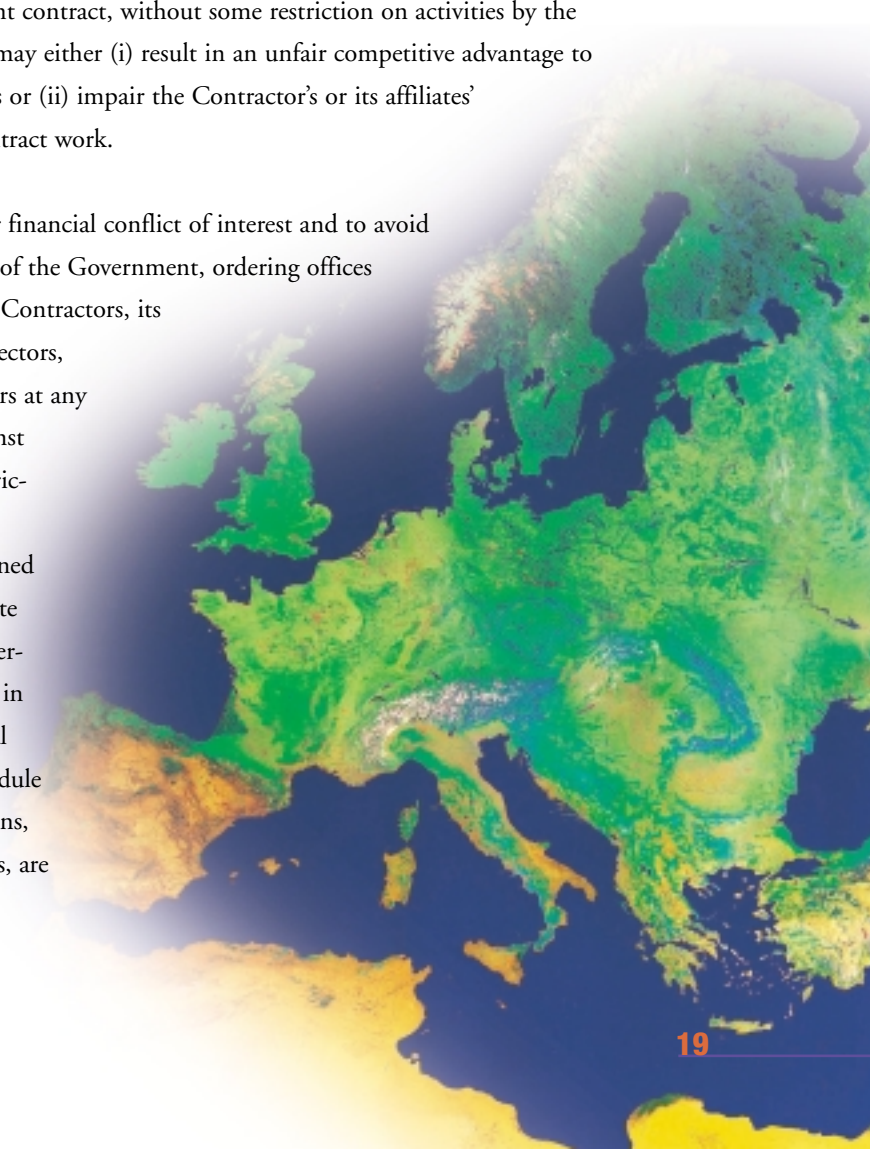 nt contract, without some restriction on activities by the
may either (i) result in an unfair competitive advantage to
s or (ii) impair the Contractor’s or its affiliates’
tract work.
r financial conflict of interest and to avoid
of the Government, ordering offices
Contractors, its
ectors,
rs at any
nst
ric-
ned
te
er-
in
l
dule
ns,
s, are
19